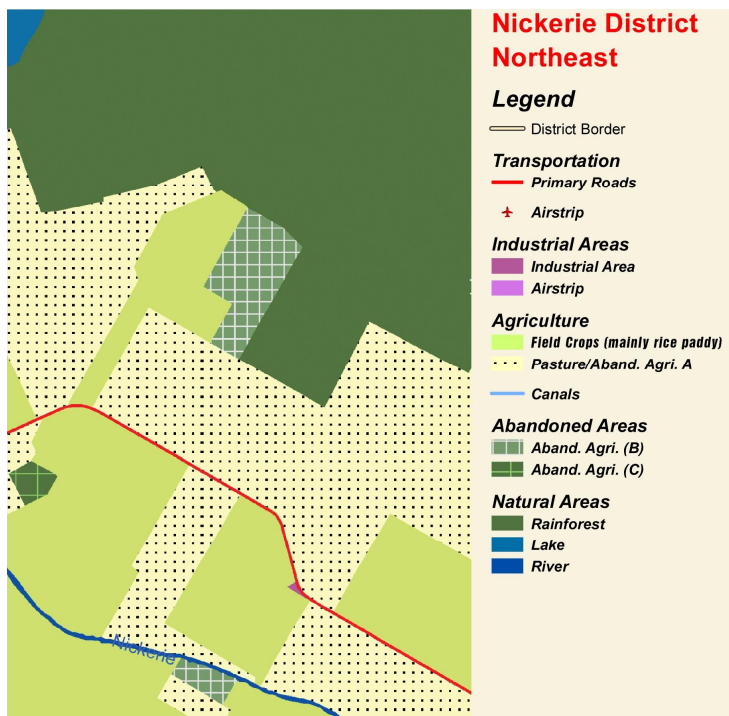 Nickerie District
Northeast
Legend
District Border
Transportation
Primary Roads
Airstrip
Industrial Areas
Industrial Area
Airstrip
Agriculture
Field Crops (mainly rice paddy)
Pasture/Aband. Agri. A
Canals
Abandoned Areas
Aband. Agri. (B)
Aband. Agri. (C)
Natural Areas
Rainforest
Lake
River
Nickerie